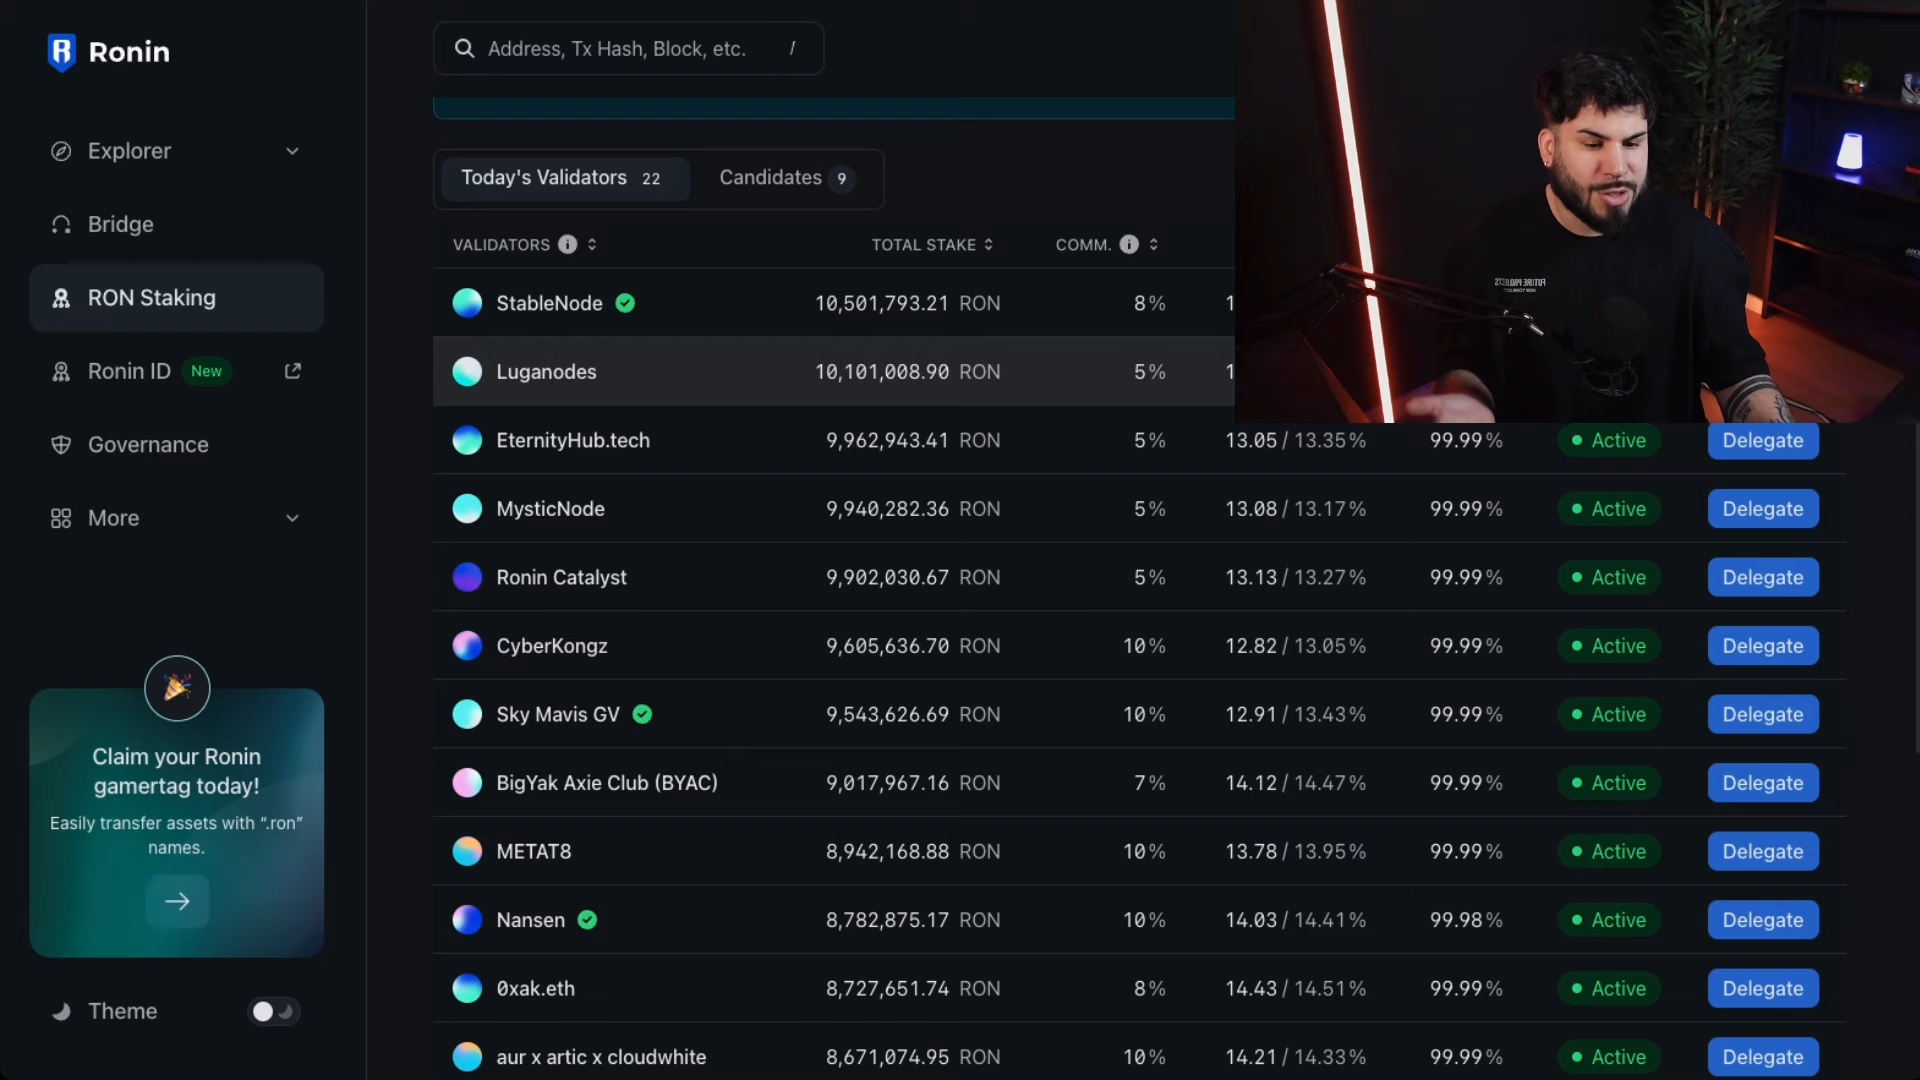 Ronin
Address, Tx Hash, Block, etc. /
Explorer
Bridge
RON Staking
Ronin ID New
Governance
More
Claim your Ronin
gamertag today!
Easily transfer assets with “.ron”
names.
Theme
Today's Validators 22 Candidates 9
VALIDATORS TOTAL STAKE COMM.
StableNode 10,501,793.21 RON 8% 1
Luganodes 10,101,008.90 RON 5% 1
EternityHub.tech 9,962,943.41 RON 5% 13.05 / 13.35% 99.99% Active Delegate
MysticNode 9,940,282.36 RON 5% 13.08 / 13.17% 99.99% Active Delegate
Ronin Catalyst 9,902,030.67 RON 5% 13.13 / 13.27% 99.99% Active Delegate
CyberKongz 9,605,636.70 RON 10% 12.82 / 13.05% 99.99% Active Delegate
Sky Mavis GV 9,543,626.69 RON 10% 12.91 / 13.43% 99.99% Active Delegate
BigYak Axie Club (BYAC) 9,017,967.16 RON 7% 14.12 / 14.47% 99.99% Active Delegate
METAT8 8,942,168.88 RON 10% 13.78 / 13.95% 99.99% Active Delegate
Nansen 8,782,875.17 RON 10% 14.03 / 14.41% 99.98% Active Delegate
0xak.eth 8,727,651.74 RON 8% 14.43 / 14.51% 99.99% Active Delegate
aur x artic x cloudwhite 8,671,074.95 RON 10% 14.21 / 14.33% 99.99% Active Delegate
FUTURE PROJECTS